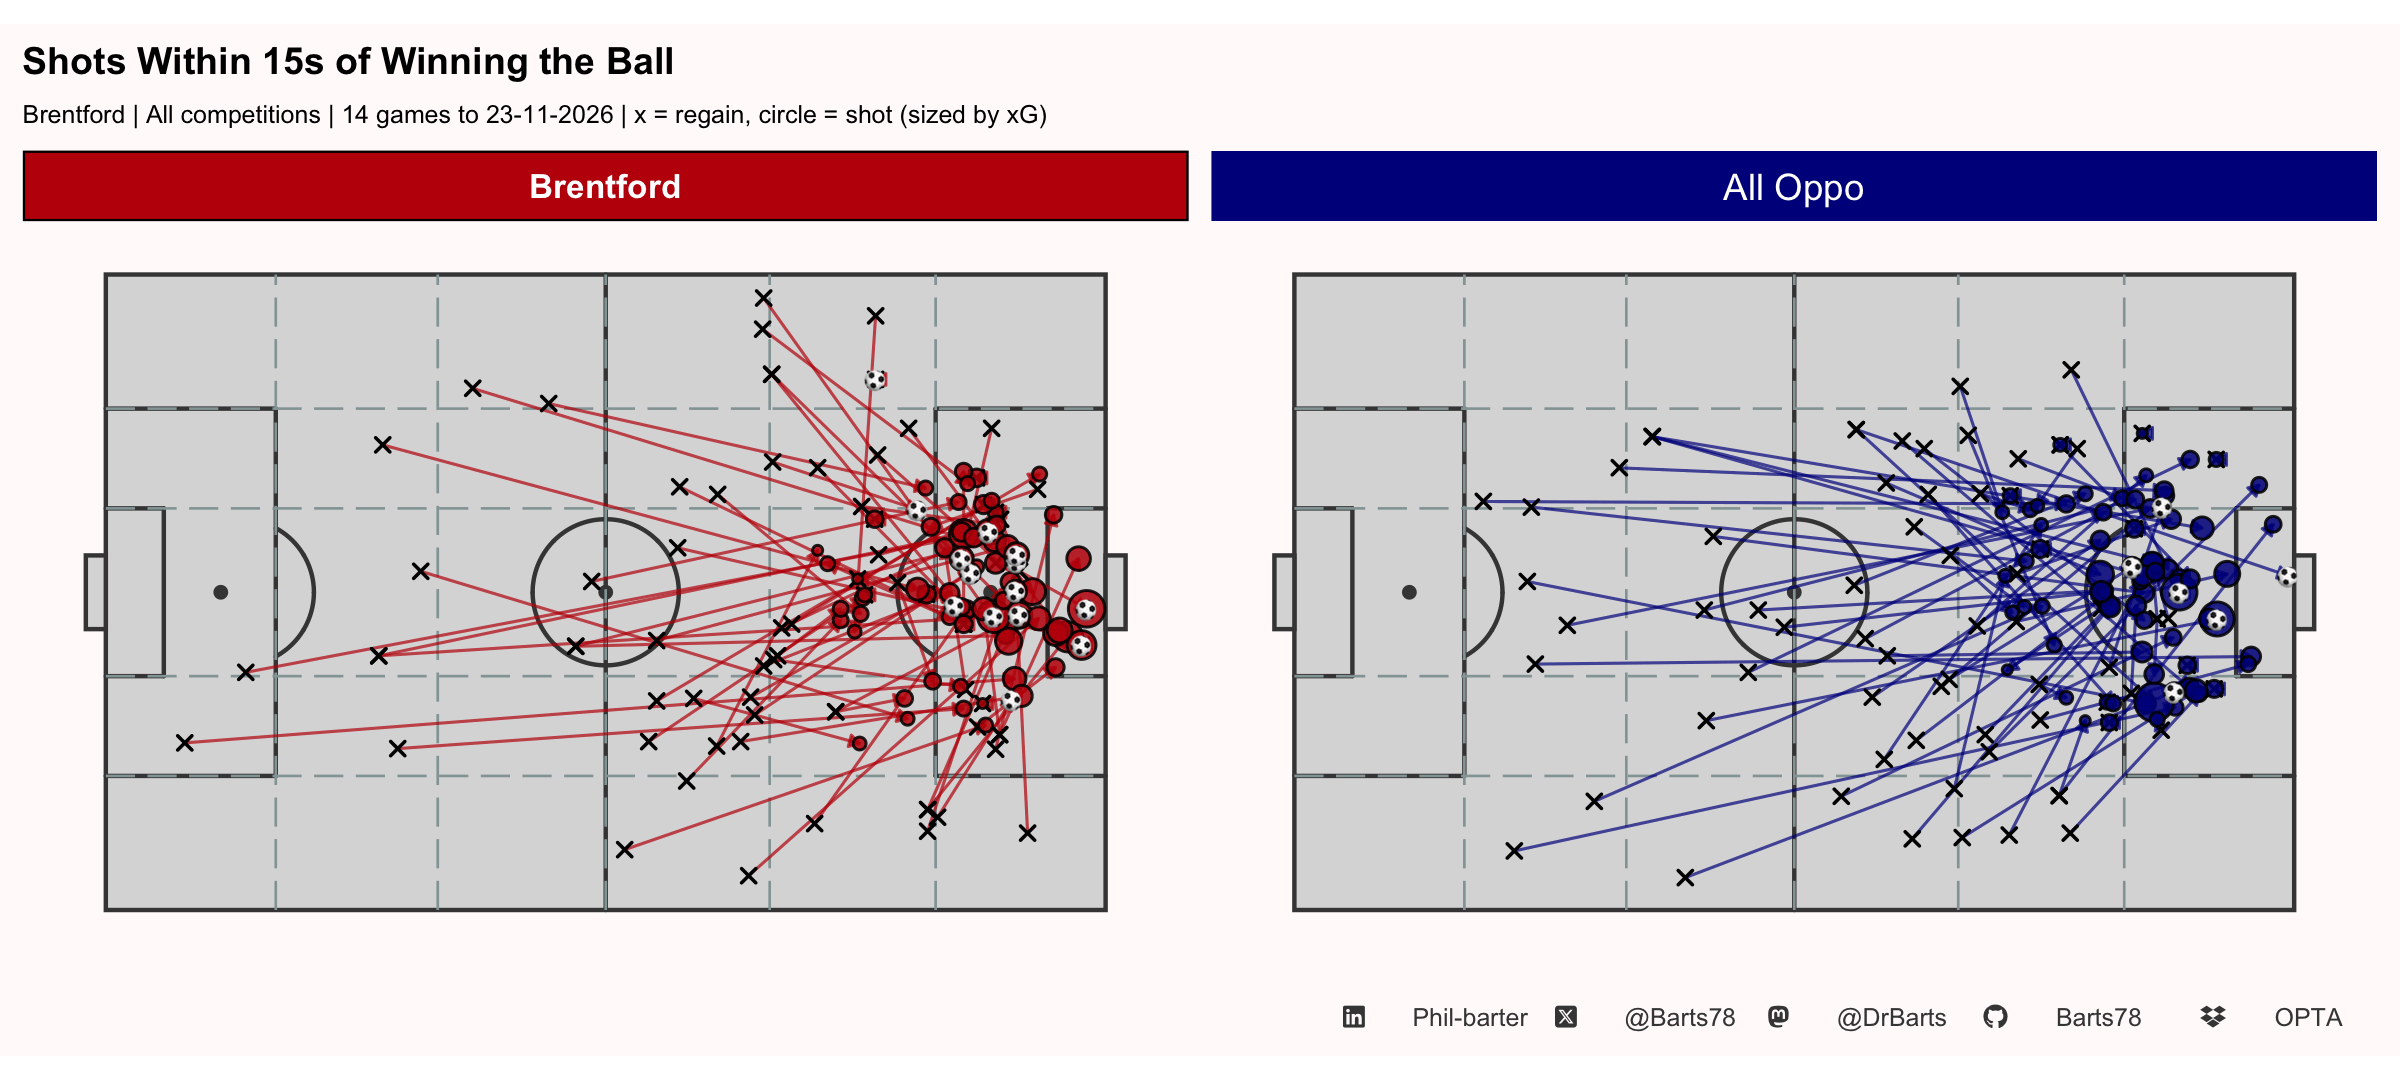 Shots Within 15s of Winning the Ball
Brentford | All competitions | 14 games to 23-11-2026 | x = regain, circle = shot (sized by xG)
Brentford
All Oppo
Phil-barter @Barts78 @DrBarts Barts78 OPTA